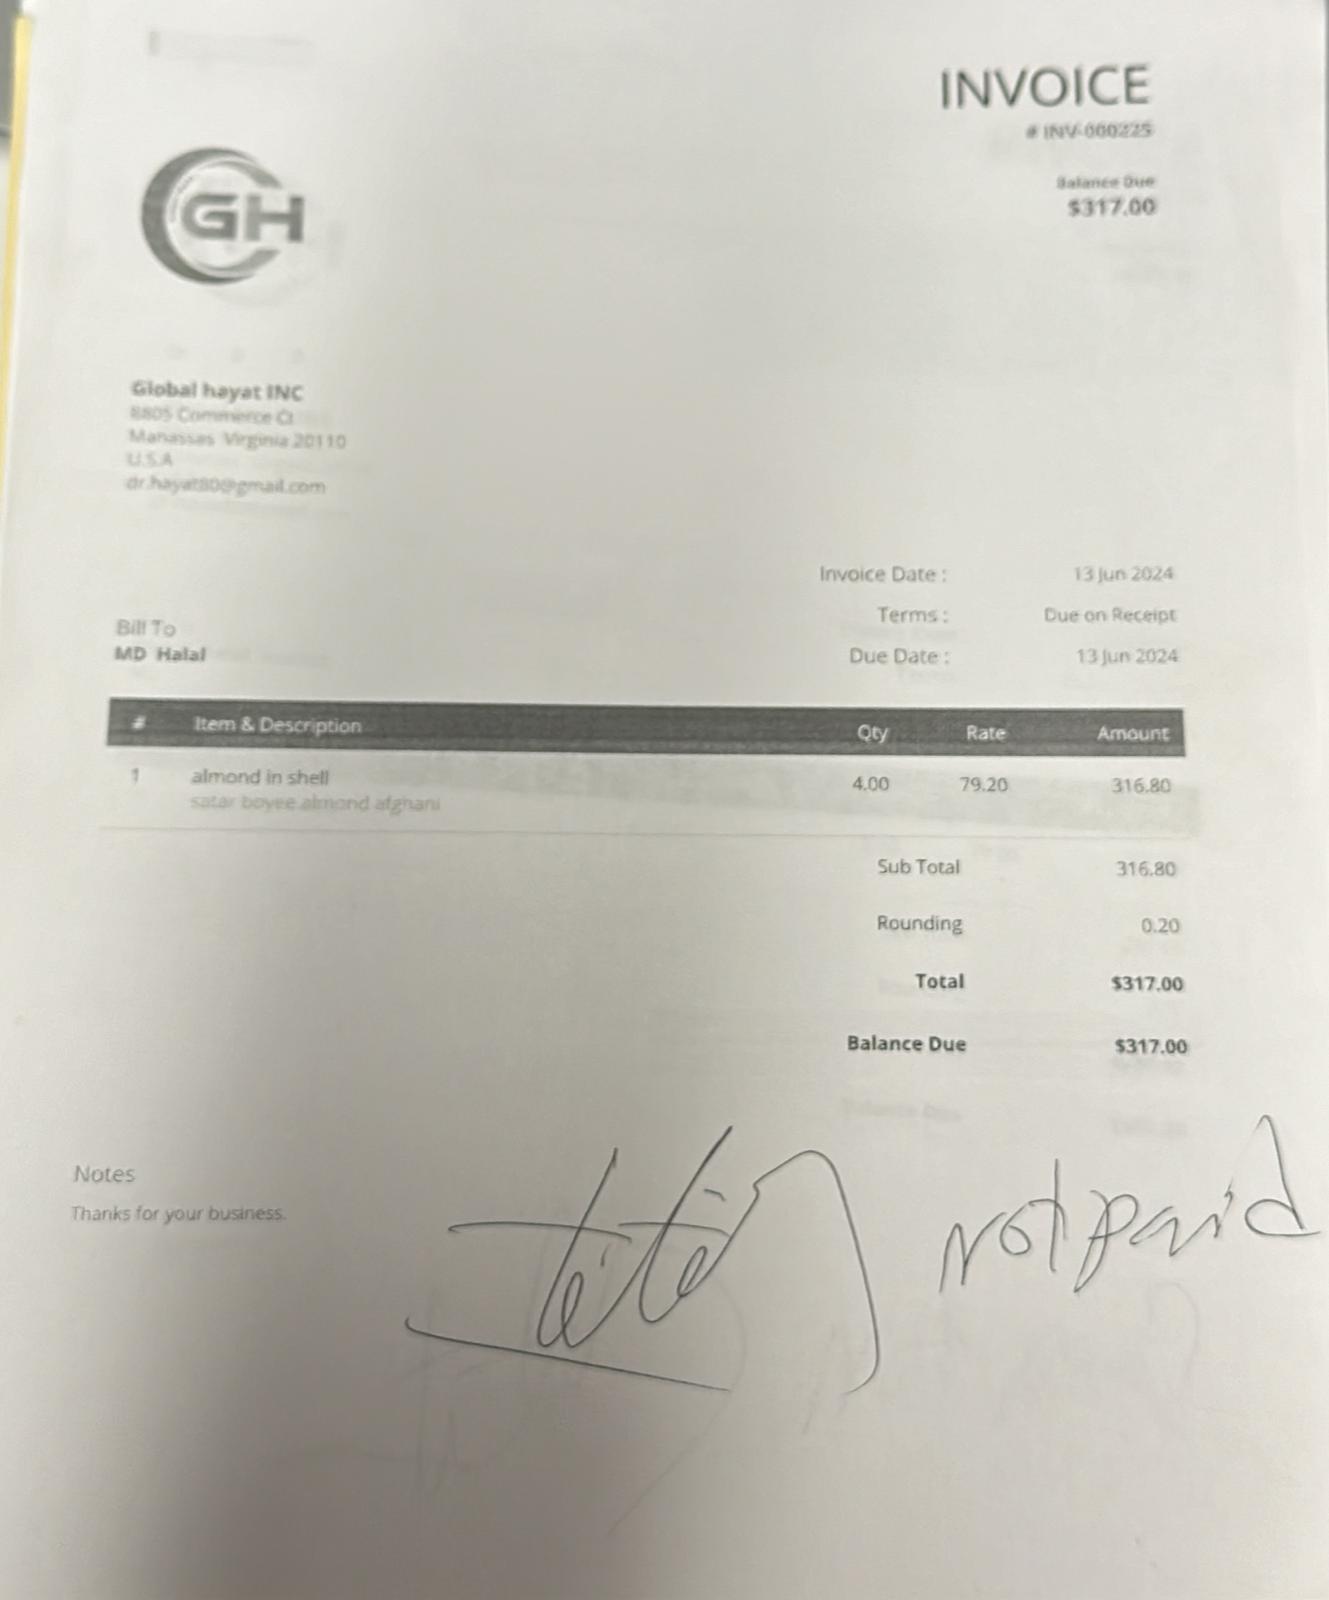 INVOICE
# INV-000225
Balance Due
$317.00
GH
Global hayat INC
8805 Commerce Ct
Manassas Virginia 20110
U.S.A
dr.hayat80@gmail.com
Invoice Date : 13 Jun 2024
Terms : Due on Receipt
Due Date : 13 Jun 2024
Bill To
MD Halal
# Item & Description Qty Rate Amount
1 almond in shell 4.00 79.20 316.80
satar boyee almond afghani
Sub Total 316.80
Rounding 0.20
Total $317.00
Balance Due $317.00
Notes
Thanks for your business.
Not paid